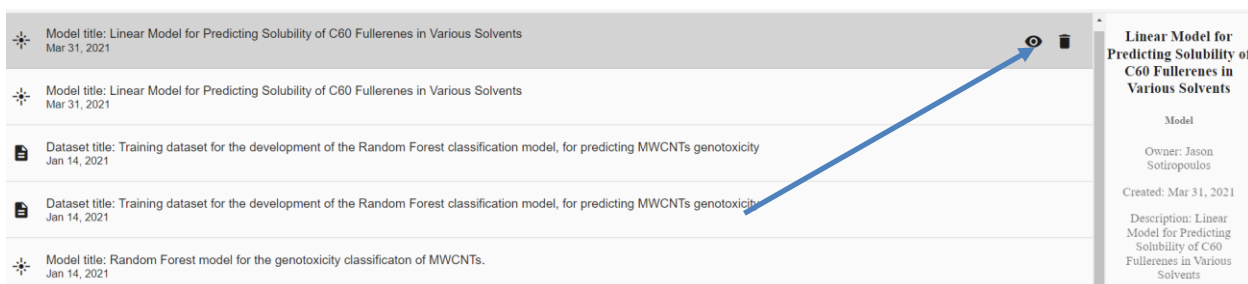 Model title: Linear Model for Predicting Solubility of C60 Fullerenes in Various Solvents
Mar 31, 2021
Model title: Linear Model for Predicting Solubility of C60 Fullerenes in Various Solvents
Mar 31, 2021
Dataset title: Training dataset for the development of the Random Forest classification model, for predicting MWCNTs genotoxicity
Jan 14, 2021
Dataset title: Training dataset for the development of the Random Forest classification model, for predicting MWCNTs genotoxicity
Jan 14, 2021
Model title: Random Forest model for the genotoxicity classificaton of MWCNTs.
Jan 14, 2021
Linear Model for
Predicting Solubility of
C60 Fullerenes in
Various Solvents
Model
Owner: Jason
Sotiropoulos
Created: Mar 31, 2021
Description: Linear
Model for Predicting
Solubility of C60
Fullerenes in Various
Solvents